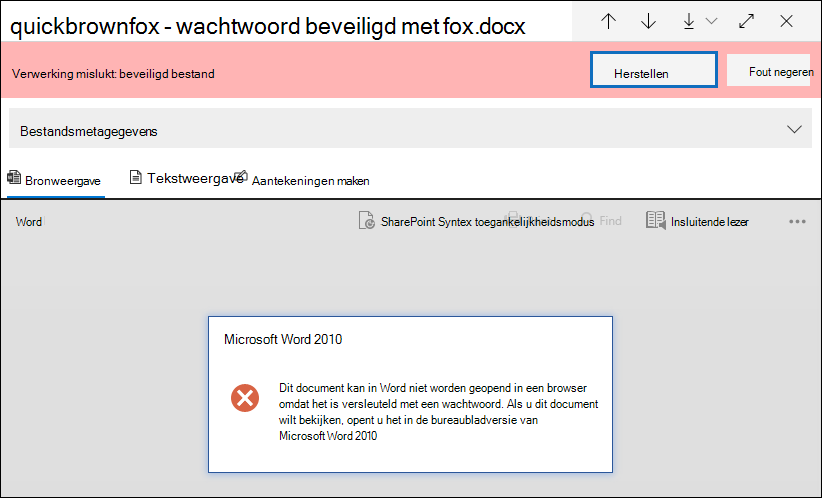 quickbrownfox - wachtwoord beveiligd met fox.docx
Verwerking mislukt: beveiligd bestand
Herstellen
Fout negeren
Bestandsmetagegevens
Bronweergave
Tekstweergave
Aantekeningen maken
Word
SharePoint Syntex toegankelijkheidsmodus
Find
Insluitende lezer
Microsoft Word 2010
Dit document kan in Word niet worden geopend in een browser
omdat het is versleuteld met een wachtwoord. Als u dit document
wilt bekijken, opent u het in de bureaubladversie van
Microsoft Word 2010